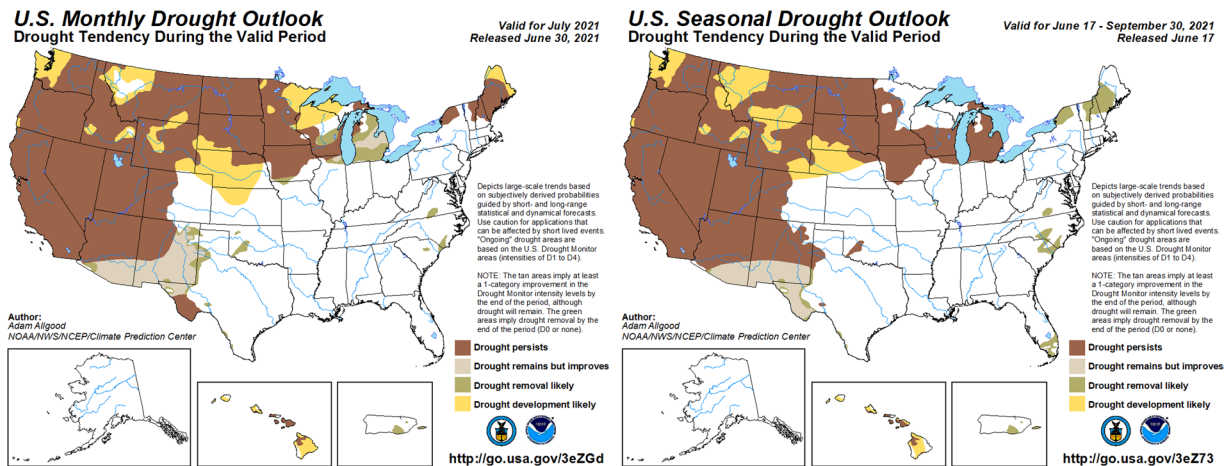 U.S. Monthly Drought Outlook
Drought Tendency During the Valid Period
Valid for July 2021
Released June 30, 2021
Depicts large-scale trends based
on subjectively derived probabilities
guided by short- and long-range
statistical and dynamical forecasts.
Use caution for applications that
can be affected by short lived events.
"Ongoing" drought areas are
based on the U.S. Drought Monitor
areas (intensities of D1 to D4).
NOTE: The tan areas imply at least
a 1-category improvement in the
Drought Monitor intensity levels by
the end of the period, although
drought will remain. The green
areas imply drought removal by the
end of the period (D0 or none).
Author:
Adam Allgood
NOAA/NWS/NCEP/Climate Prediction Center
Drought persists
Drought remains but improves
Drought removal likely
Drought development likely
http://go.usa.gov/3eZGd
U.S. Seasonal Drought Outlook
Drought Tendency During the Valid Period
Valid for June 17 - September 30, 2021
Released June 17
Depicts large-scale trends based
on subjectively derived probabilities
guided by short- and long-range
statistical and dynamical forecasts.
Use caution for applications that
can be affected by short lived events.
"Ongoing" drought areas are
based on the U.S. Drought Monitor
areas (intensities of D1 to D4).
NOTE: The tan areas imply at least
a 1-category improvement in the
Drought Monitor intensity levels by
the end of the period, although
drought will remain. The green
areas imply drought removal by the
end of the period (D0 or none).
Author:
Adam Allgood
NOAA/NWS/NCEP/Climate Prediction Center
Drought persists
Drought remains but improves
Drought removal likely
Drought development likely
http://go.usa.gov/3eZ73